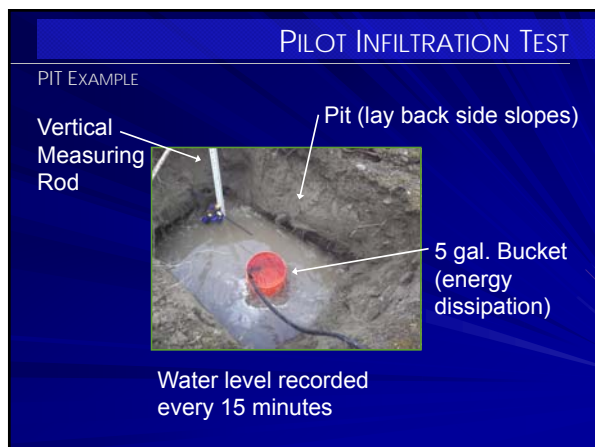 PILOT INFILTRATION TEST
PIT EXAMPLE
Vertical
Measuring
Rod
Pit (lay back side slopes)
5 gal. Bucket
(energy
dissipation)
Water level recorded
every 15 minutes